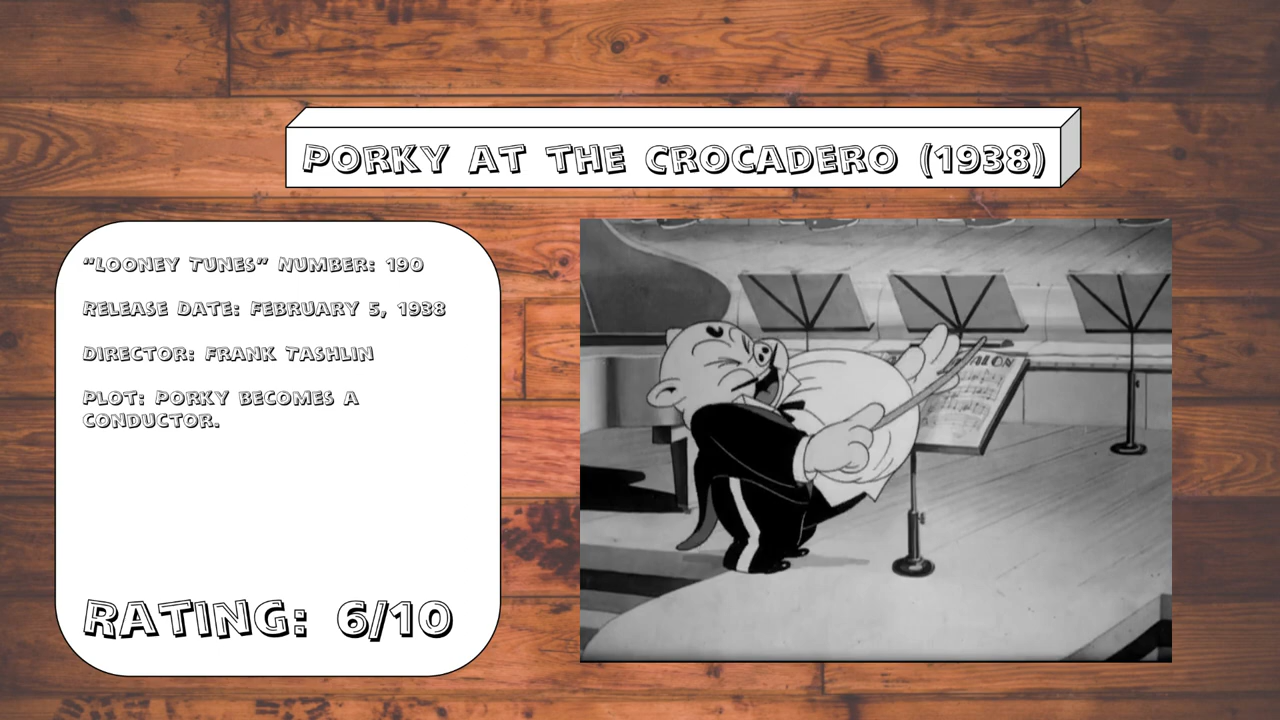 PORKY AT THE CROCADERO (1938)
"LOONEY TUNES" NUMBER: 190
RELEASE DATE: FEBRUARY 5, 1938
DIRECTOR: FRANK TASHLIN
PLOT: PORKY BECOMES A
CONDUCTOR.
RATING: 6/10